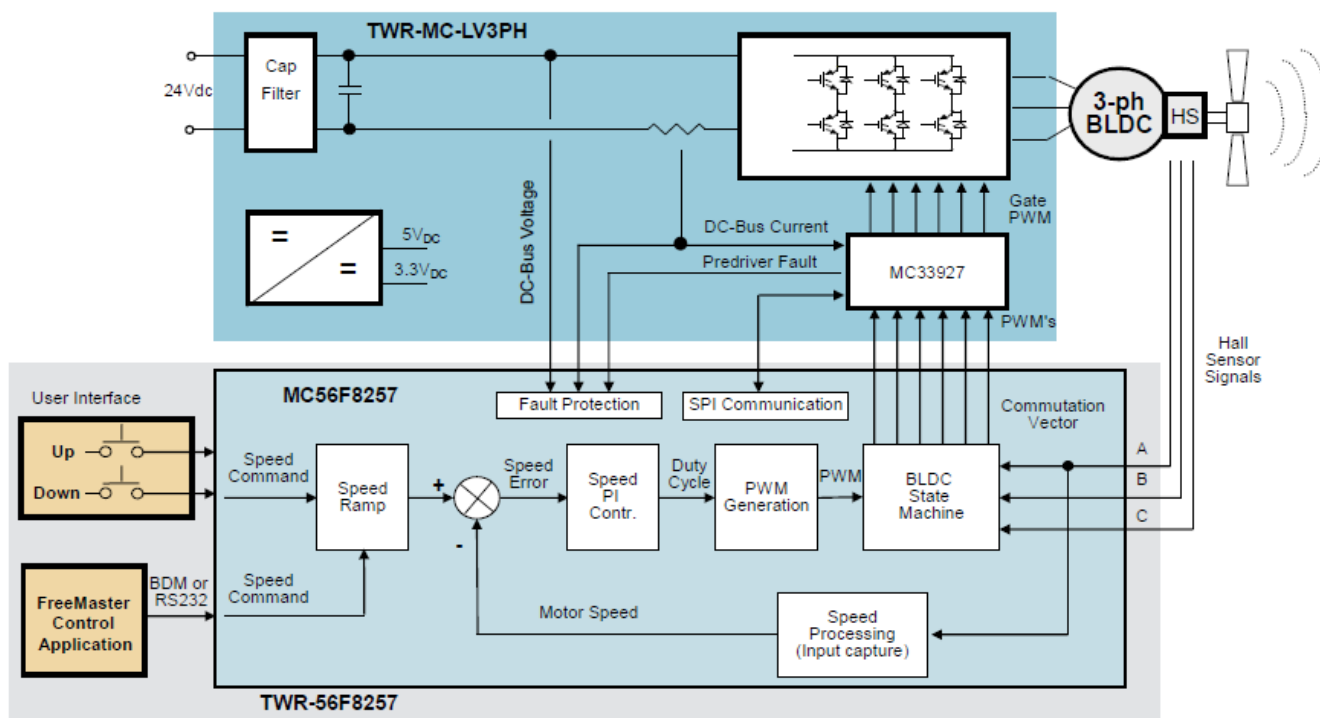 TWR-MC-LV3PH
Cap
Filter
24Vdc
3-ph
BLDC
HS
=
=
5VDC
3.3VDC
DC-Bus Voltage
DC-Bus Current
Predriver Fault
Gate
PWM
MC33927
PWM's
Hall
Sensor
Signals
User Interface
Up
Down
MC56F8257
Fault Protection
SPI Communication
Commutation
Vector
A
B
C
Speed
Command
Speed
Ramp
+
-
Speed
Error
Speed
PI
Contr.
Duty
Cycle
PWM
Generation
PWM
BLDC
State
Machine
FreeMaster
Control
Application
BDM or
RS232
Speed
Command
Motor Speed
Speed
Processing
(Input capture)
TWR-56F8257